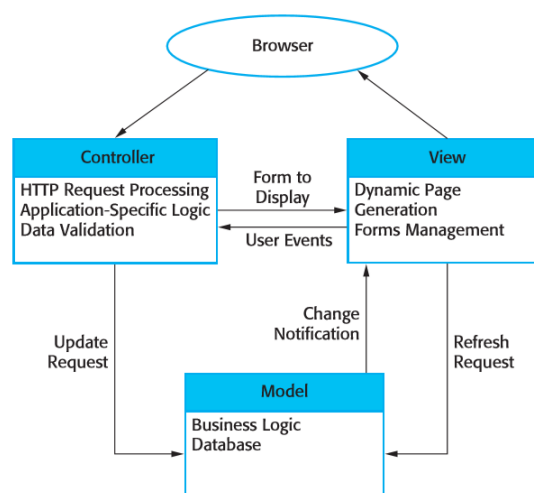 Browser
Controller
HTTP Request Processing
Application-Specific Logic
Data Validation
Form to
Display
User Events
View
Dynamic Page
Generation
Forms Management
Update
Request
Change
Notification
Refresh
Request
Model
Business Logic
Database